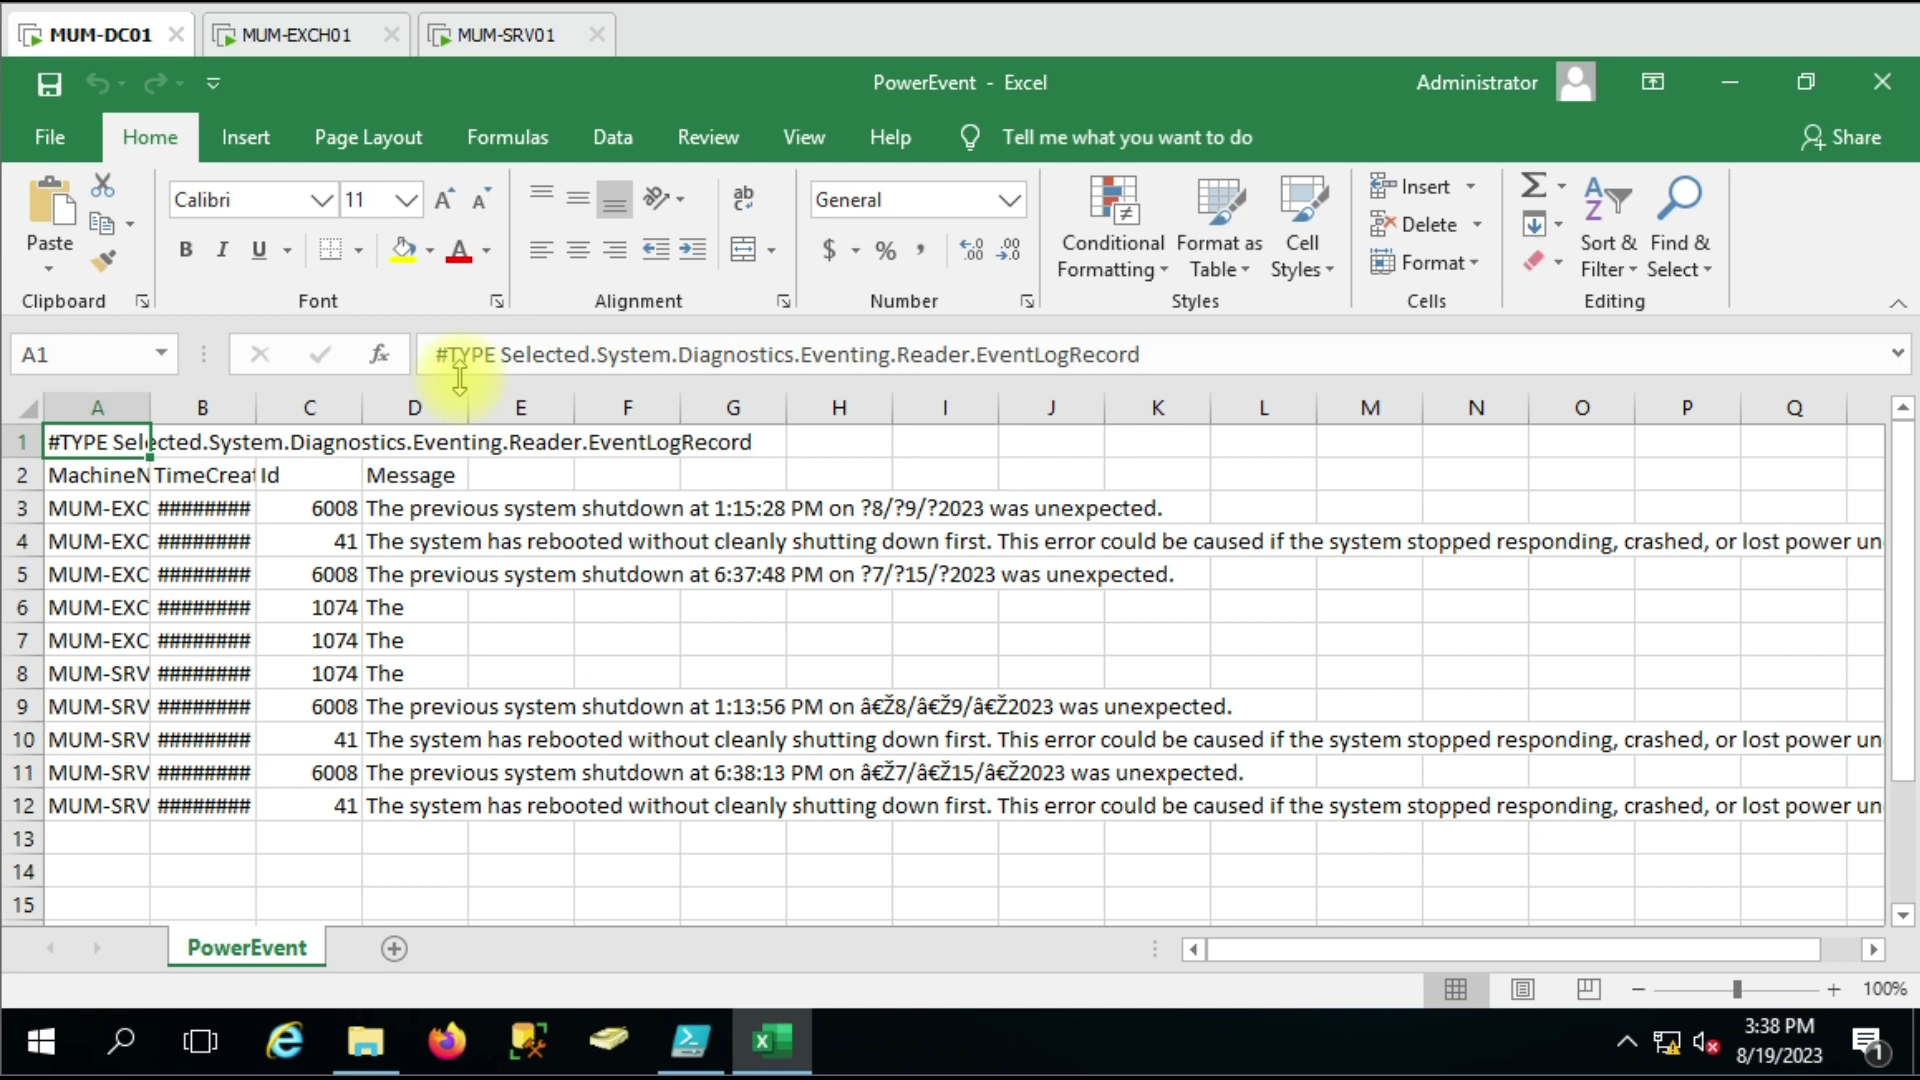 MUM-DC01 MUM-EXCH01 MUM-SRV01
PowerEvent - Excel Administrator
File Home Insert Page Layout Formulas Data Review View Help Tell me what you want to do Share
Calibri 11 General
Paste
B I U
$ % ,
ab
.00
Conditional Formatting
Format as Table
Cell Styles
Insert
Delete
Format
Sort & Filter
Find & Select
Clipboard Font Alignment Number Styles Cells Editing
A1 fx #TYPE Selected.System.Diagnostics.Eventing.Reader.EventLogRecord
A B C D E F G H I J K L M N O P Q
1 #TYPE Selected.System.Diagnostics.Eventing.Reader.EventLogRecord
2 MachineN TimeCreat Id Message
3 MUM-EXC ######## 6008 The previous system shutdown at 1:15:28 PM on ?8/?9/?2023 was unexpected.
4 MUM-EXC ######## 41 The system has rebooted without cleanly shutting down first. This error could be caused if the system stopped responding, crashed, or lost power un
5 MUM-EXC ######## 6008 The previous system shutdown at 6:37:48 PM on ?7/?15/?2023 was unexpected.
6 MUM-EXC ######## 1074 The
7 MUM-EXC ######## 1074 The
8 MUM-SRV ######## 1074 The
9 MUM-SRV ######## 6008 The previous system shutdown at 1:13:56 PM on â€Ž8/â€Ž9/â€Ž2023 was unexpected.
10 MUM-SRV ######## 41 The system has rebooted without cleanly shutting down first. This error could be caused if the system stopped responding, crashed, or lost power un
11 MUM-SRV ######## 6008 The previous system shutdown at 6:38:13 PM on â€Ž7/â€Ž15/â€Ž2023 was unexpected.
12 MUM-SRV ######## 41 The system has rebooted without cleanly shutting down first. This error could be caused if the system stopped responding, crashed, or lost power un
13
14
15
PowerEvent
100%
3:38 PM
8/19/2023
1